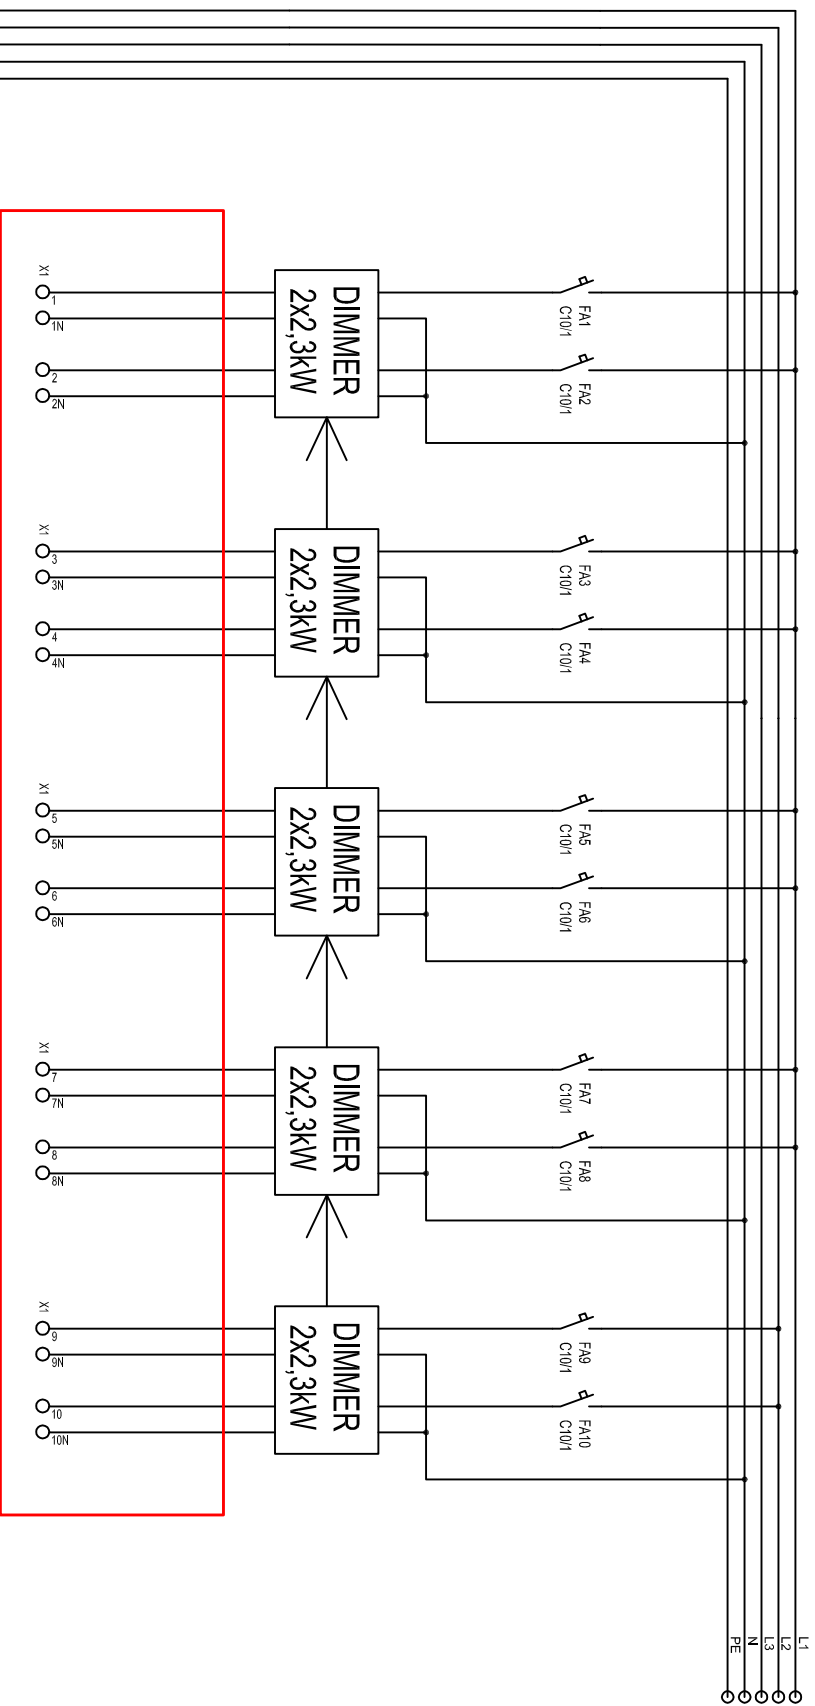 L1
L2
L3
N
PE
FA1
C10/1
FA2
C10/1
FA3
C10/1
FA4
C10/1
FA5
C10/1
FA6
C10/1
FA7
C10/1
FA8
C10/1
FA9
C10/1
FA10
C10/1
DIMMER
2x2,3kW
DIMMER
2x2,3kW
DIMMER
2x2,3kW
DIMMER
2x2,3kW
DIMMER
2x2,3kW
X1
1
1N
2
2N
X1
3
3N
4
4N
X1
5
5N
6
6N
X1
7
7N
8
8N
X1
9
9N
10
10N